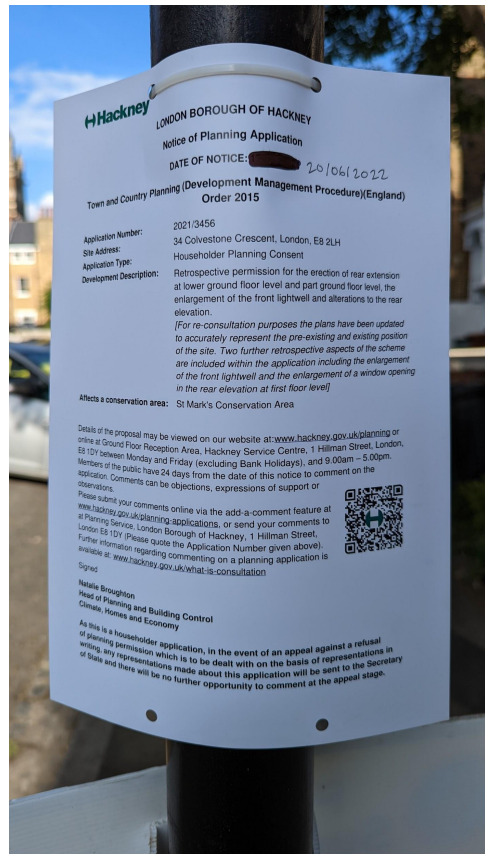 Hackney
LONDON BOROUGH OF HACKNEY
Notice of Planning Application
DATE OF NOTICE: 20/06/2022
Town and Country Planning (Development Management Procedure)(England)
Order 2015
Application Number: 2021/3456
Site Address: 34 Colvestone Crescent, London, E8 2LH
Application Type: Householder Planning Consent
Development Description: Retrospective permission for the erection of rear extension
at lower ground floor level and part ground floor level, the
enlargement of the front lightwell and alterations to the rear
elevation.
[For re-consultation purposes the plans have been updated
to accurately represent the pre-existing and existing position
of the site. Two further retrospective aspects of the scheme
are included within the application including the enlargement
of the front lightwell and the enlargement of a window opening
in the rear elevation at first floor level]
Affects a conservation area: St Mark's Conservation Area
Details of the proposal may be viewed on our website at:www.hackney.gov.uk/planning or
online at Ground Floor Reception Area, Hackney Service Centre, 1 Hillman Street, London,
E8 1DY between Monday and Friday (excluding Bank Holidays), and 9.00am – 5.00pm.
Members of the public have 24 days from the date of this notice to comment on the
application. Comments can be objections, expressions of support or
observations.
Please submit your comments online via the add-a-comment feature at
www.hackney.gov.uk/planning-applications, or send your comments to
at Planning Service, London Borough of Hackney, 1 Hillman Street,
London E8 1DY (Please quote the Application Number given above).
Further information regarding commenting on a planning application is
available at: www.hackney.gov.uk/what-is-consultation
Signed
Natalie Broughton
Head of Planning and Building Control
Climate, Homes and Economy
As this is a householder application, in the event of an appeal against a refusal
of planning permission which is to be dealt with on the basis of representations in
writing, any representations made about this application will be sent to the Secretary
of State and there will be no further opportunity to comment at the appeal stage.